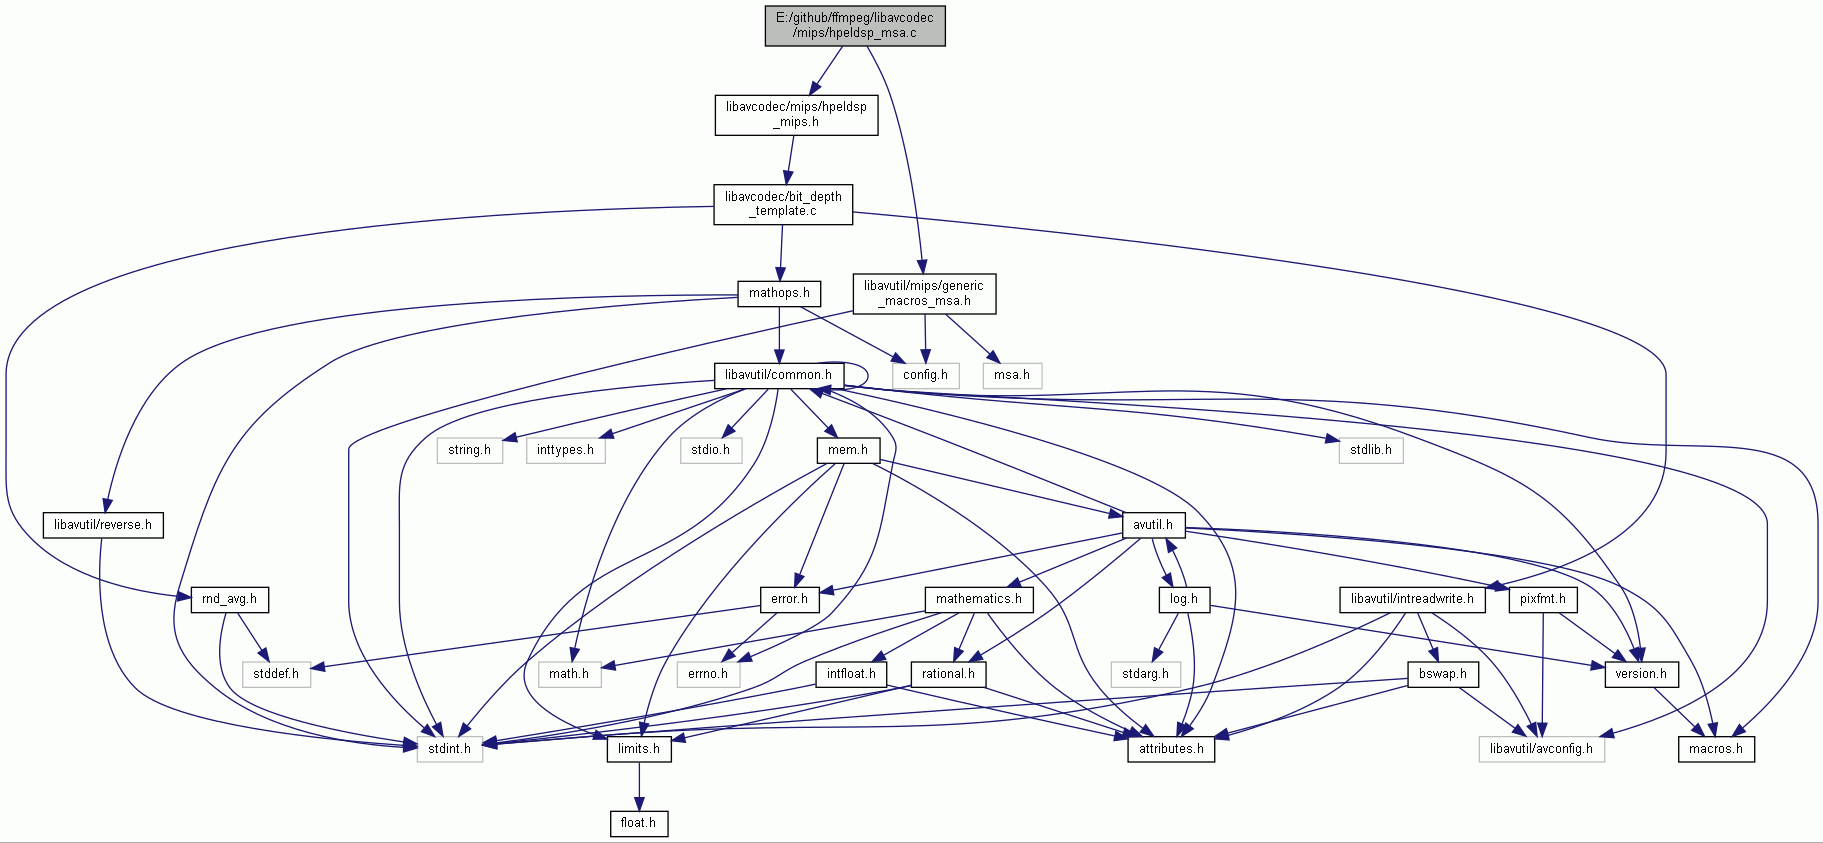 E:/github/ffmpeg/libavcodec
/mips/hpeldsp_msa.c
libavcodec/mips/hpeldsp
_mips.h
libavcodec/bit_depth
_template.c
mathops.h
libavutil/mips/generic
_macros_msa.h
libavutil/common.h
config.h
msa.h
string.h
inttypes.h
stdio.h
mem.h
stdlib.h
libavutil/reverse.h
avutil.h
rnd_avg.h
error.h
mathematics.h
log.h
libavutil/intreadwrite.h
pixfmt.h
stddef.h
math.h
errno.h
intfloat.h
rational.h
stdarg.h
bswap.h
version.h
stdint.h
limits.h
attributes.h
libavutil/avconfig.h
macros.h
float.h